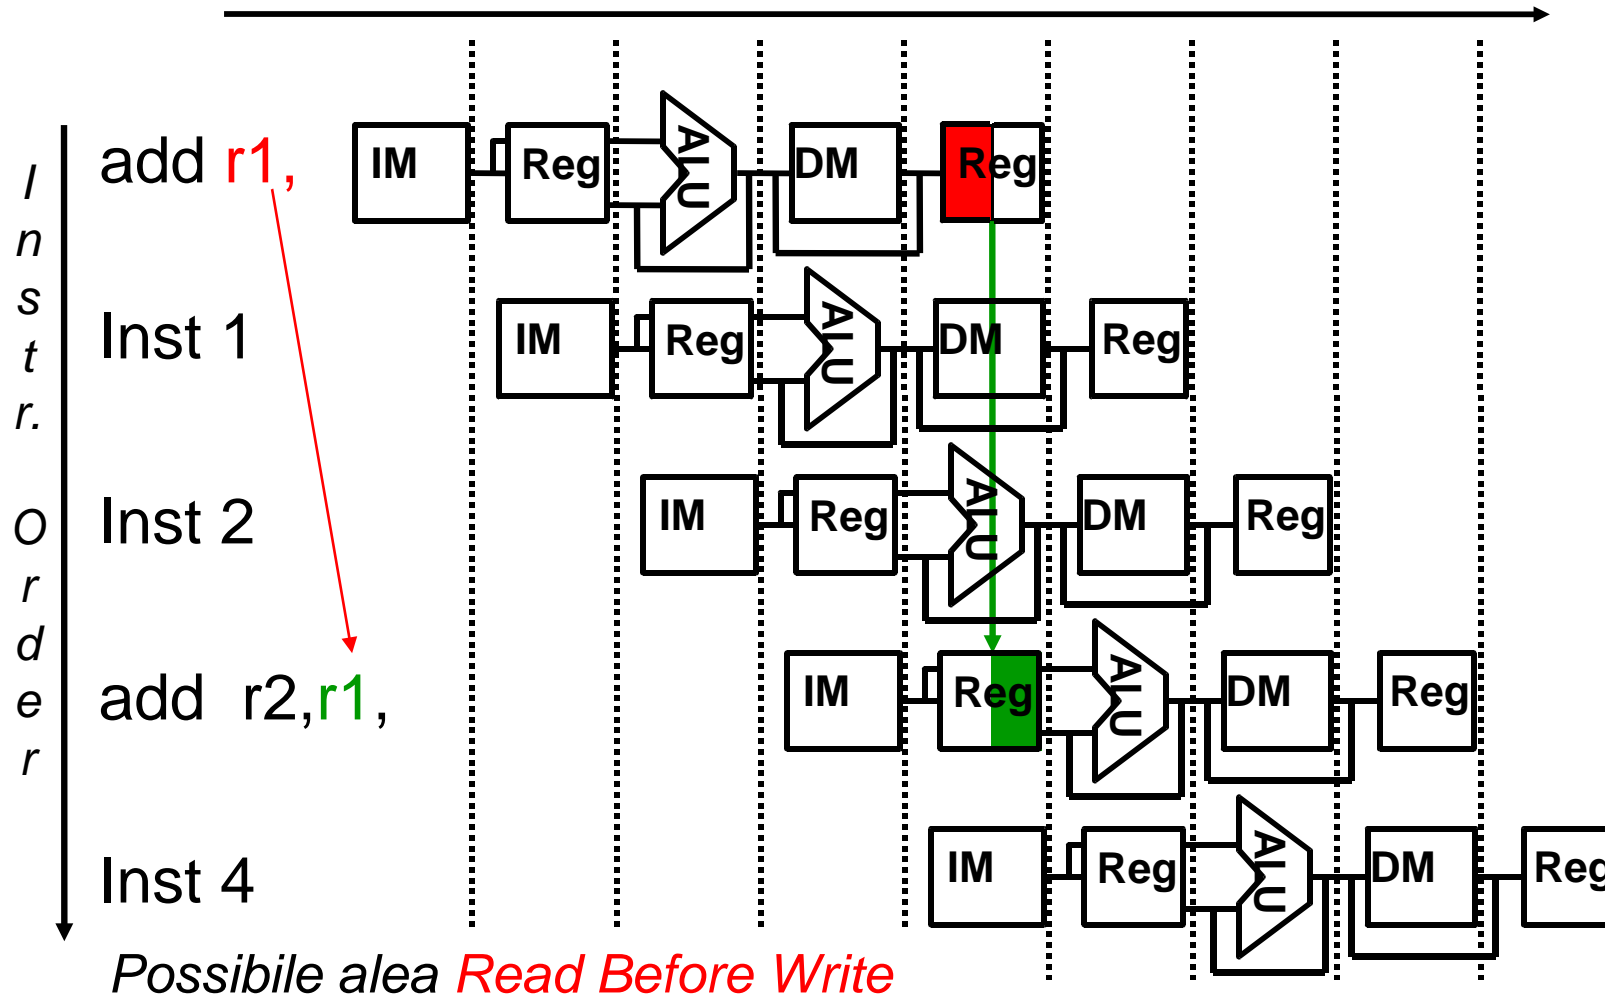 Instr. Order
add r1,
IM Reg ALU DM Reg
Inst 1
IM Reg ALU DM Reg
Inst 2
IM Reg ALU DM Reg
add r2,r1,
IM Reg ALU DM Reg
Inst 4
IM Reg ALU DM Reg
Possibile alea Read Before Write